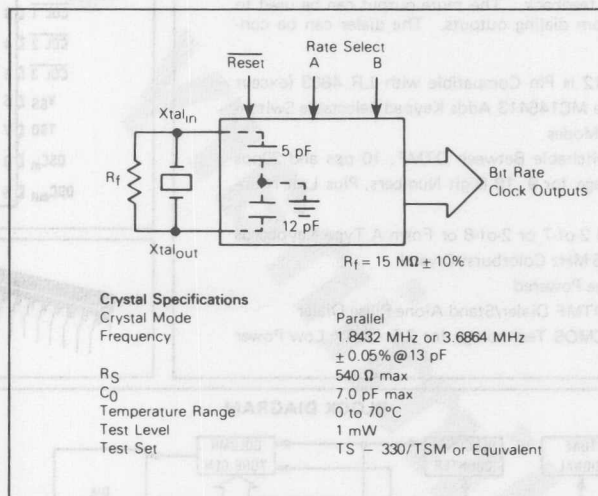 Rate Select
Reset A B
Xtalin
5 pF
Rf
Bit Rate
Clock Outputs
12 pF
Xtalout
Rf = 15 MΩ ± 10%
Crystal Specifications
Crystal Mode Parallel
Frequency 1.8432 MHz or 3.6864 MHz
± 0.05% @ 13 pF
RS 540 Ω max
C0 7.0 pF max
Temperature Range 0 to 70°C
Test Level 1 mW
Test Set TS – 330/TSM or Equivalent